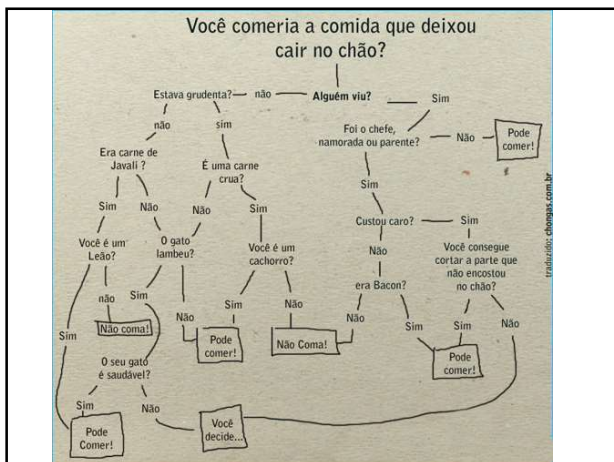 Você comeria a comida que deixou
cair no chão?
Estava grudenta?
não
Alguém viu?
Sim
não
sim
Foi o chefe,
namorada ou parente?
Não
Pode
comer!
Era carne de
Javali ?
É uma carne
crua?
Sim
Sim
Não
Não
Sim
Custou caro?
Sim
Você é um
Leão?
O gato
lambeu?
Você é um
cachorro?
Não
Você consegue
cortar a parte que
não encostou
no chão?
era Bacon?
não
Sim
Sim
Não
Não
Não
Sim
Sim
Não
Sim
Não coma!
Pode
comer!
Não Coma!
Pode
comer!
O seu gato
é saudável?
Sim
Não
Pode
Comer!
Você
decide...
traduzido: chongas.com.br